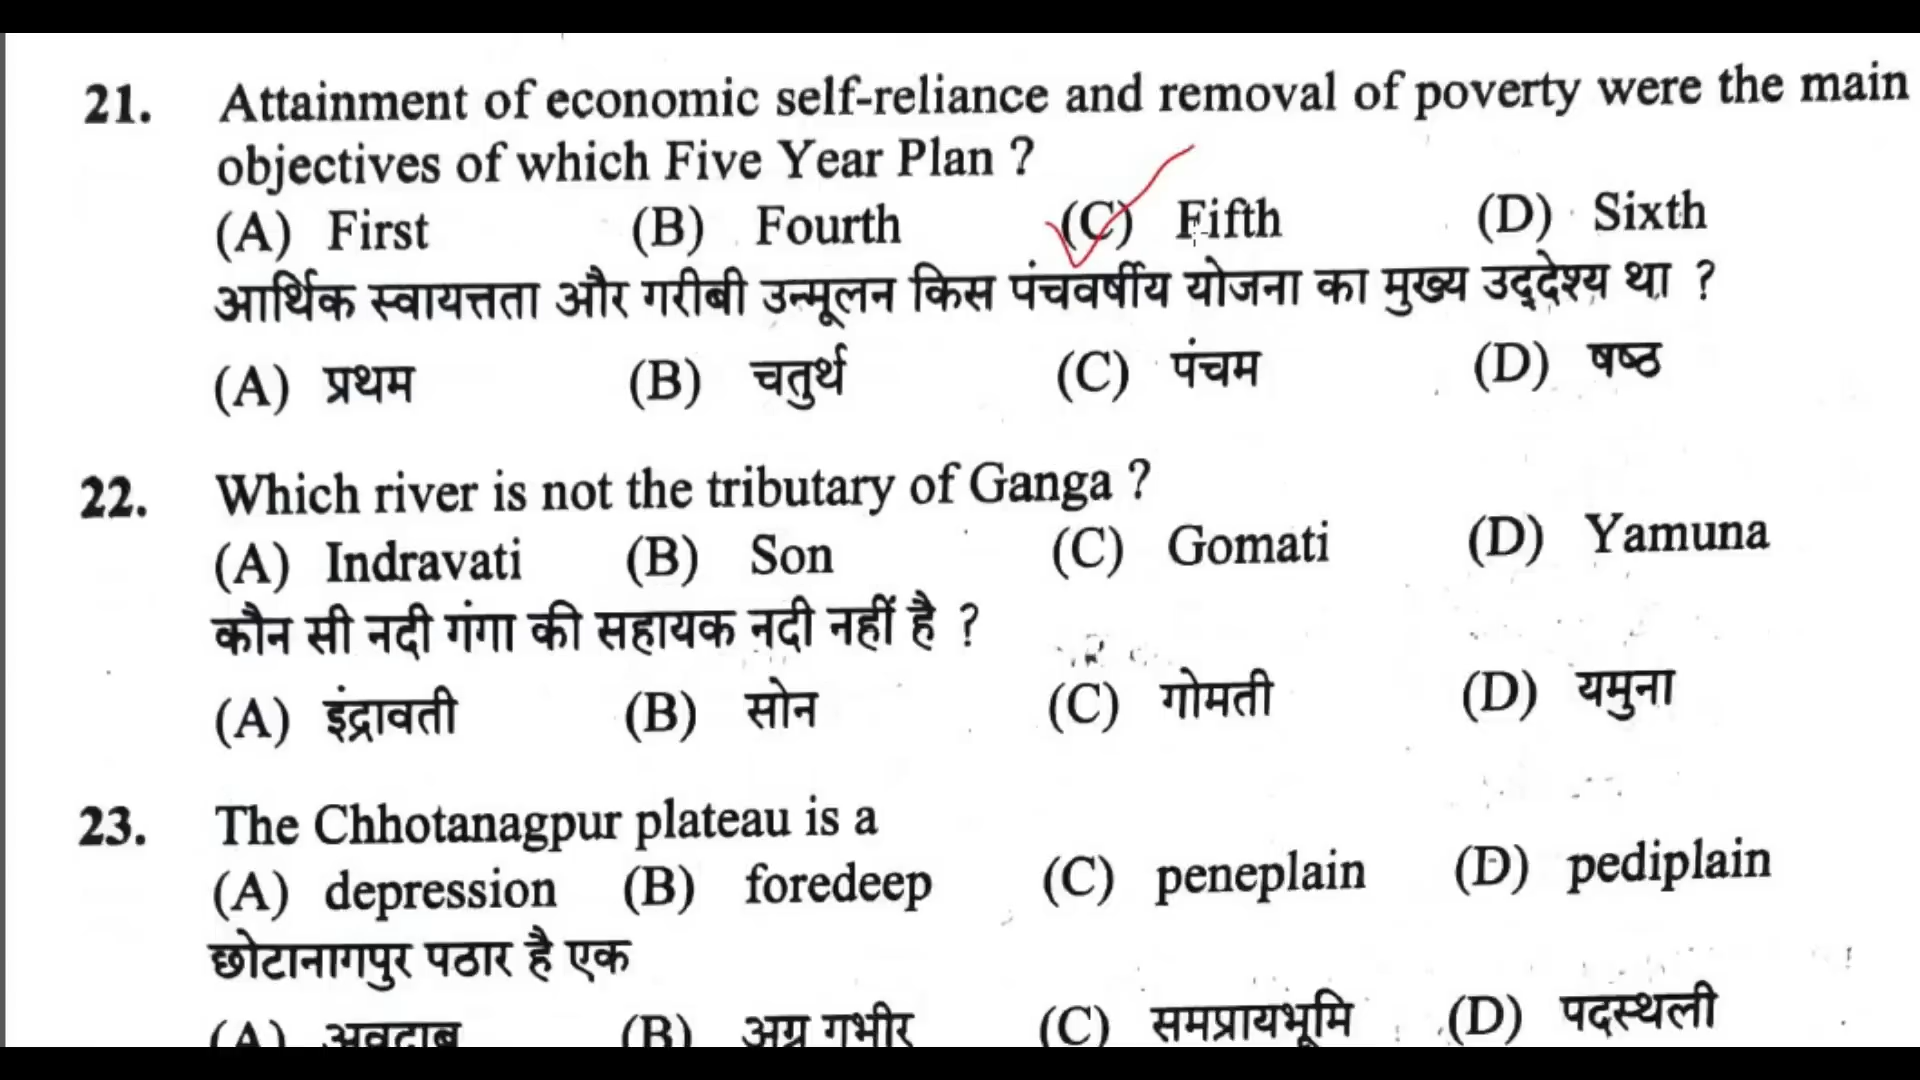 21. Attainment of economic self-reliance and removal of poverty were the main
objectives of which Five Year Plan ?
(A) First (B) Fourth (C) Fifth (D) Sixth
आर्थिक स्वायत्तता और गरीबी उन्मूलन किस पंचवर्षीय योजना का मुख्य उद्देश्य था ?
(A) प्रथम (B) चतुर्थ (C) पंचम (D) षष्ठ
22. Which river is not the tributary of Ganga ?
(A) Indravati (B) Son (C) Gomati (D) Yamuna
कौन सी नदी गंगा की सहायक नदी नहीं है ?
(A) इंद्रावती (B) सोन (C) गोमती (D) यमुना
23. The Chhotanagpur plateau is a
(A) depression (B) foredeep (C) peneplain (D) pediplain
छोटानागपुर पठार है एक
(A) अवदाब (B) अग्र गभीर (C) समप्रायभूमि (D) पदस्थली